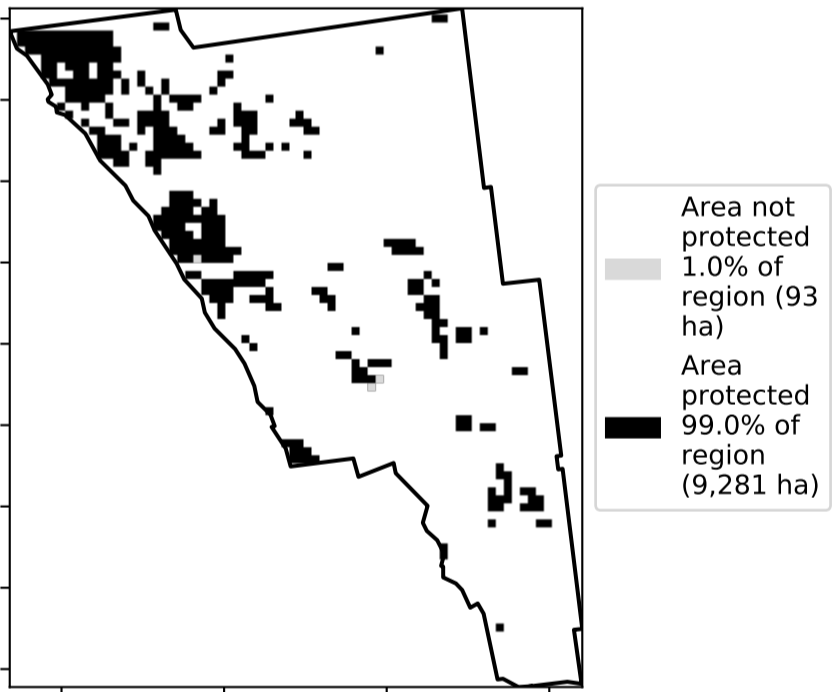 Area not
protected
1.0% of
region (93
ha)
Area
protected
99.0% of
region
(9,281 ha)